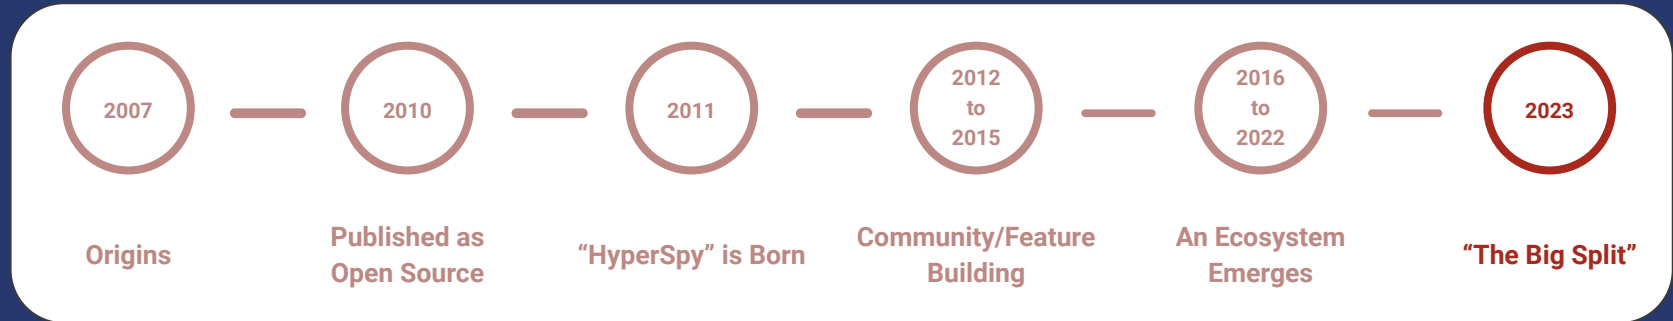 2007
2010
2011
2012
to
2015
2016
to
2022
2023
Origins
Published as
Open Source
“HyperSpy” is Born
Community/Feature
Building
An Ecosystem
Emerges
“The Big Split”